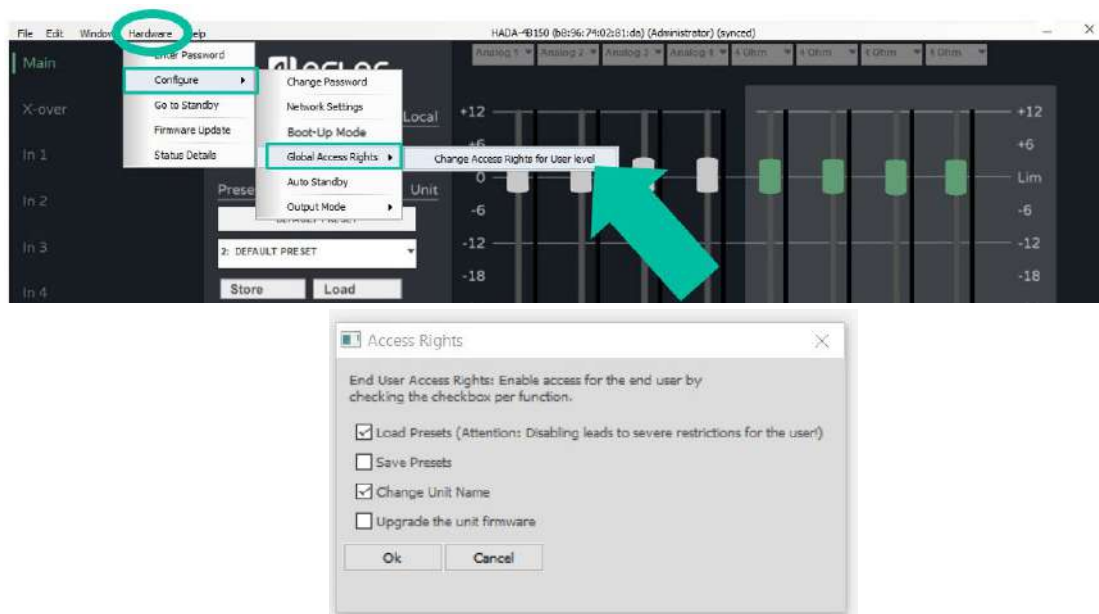 File Edit Window Hardware Help
HADA-4B150 (b8:96:74:02:81:da) (Administrator) (synced)
Main
X-over
In 1
In 2
In 3
In 4
Enter Password
Configure
Go to Standby
Firmware Update
Status Details
Change Password
Network Settings
Boot-Up Mode
Global Access Rights
Auto Standby
Output Mode
Change Access Rights for User level
Local
Unit
DEFAULT PRESET
2: DEFAULT PRESET
Store Load
Analog 1 Analog 2 Analog 3 Analog 4 4 Ohm 4 Ohm 4 Ohm 4 Ohm
+12 +12
+6 +6
0 Lim
-6 -6
-12 -12
-18 -18
Access Rights
End User Access Rights: Enable access for the end user by
checking the checkbox per function.
Load Presets (Attention: Disabling leads to severe restrictions for the user!)
Save Presets
Change Unit Name
Upgrade the unit firmware
Ok Cancel